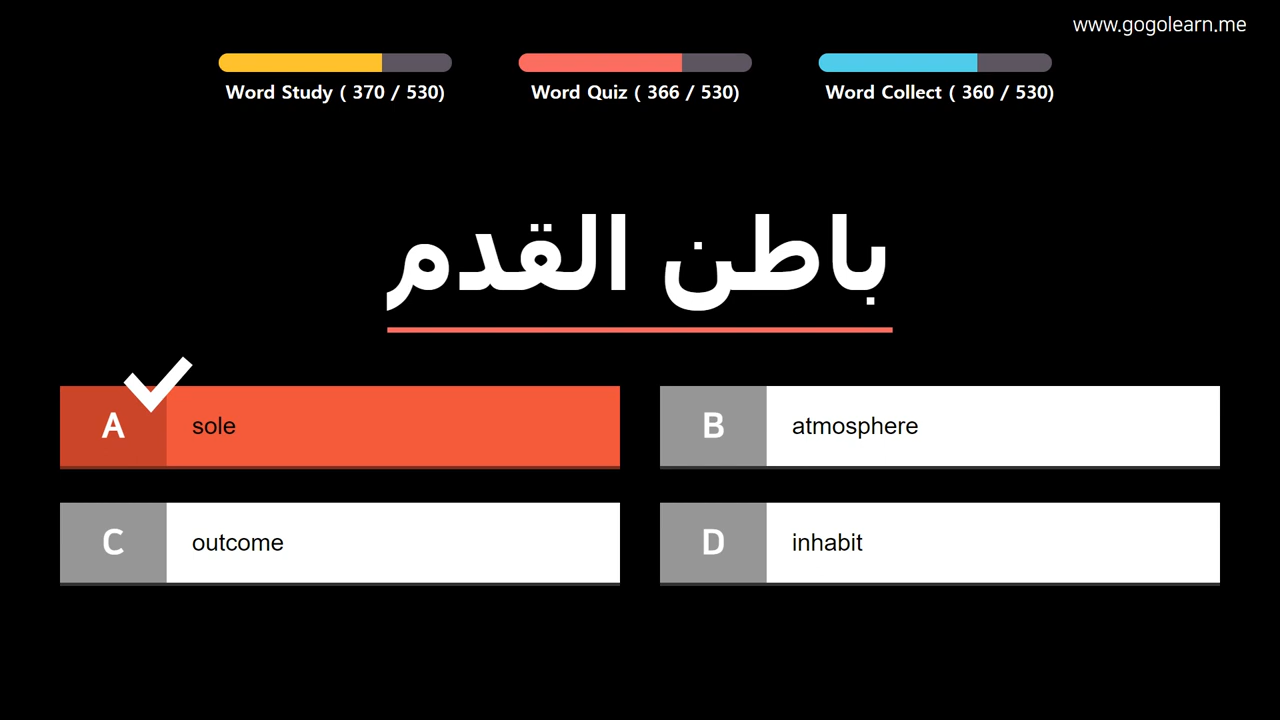 www.gogolearn.me
Word Study ( 370 / 530)
Word Quiz ( 366 / 530)
Word Collect ( 360 / 530)
باطن القدم
A
sole
B
atmosphere
C
outcome
D
inhabit